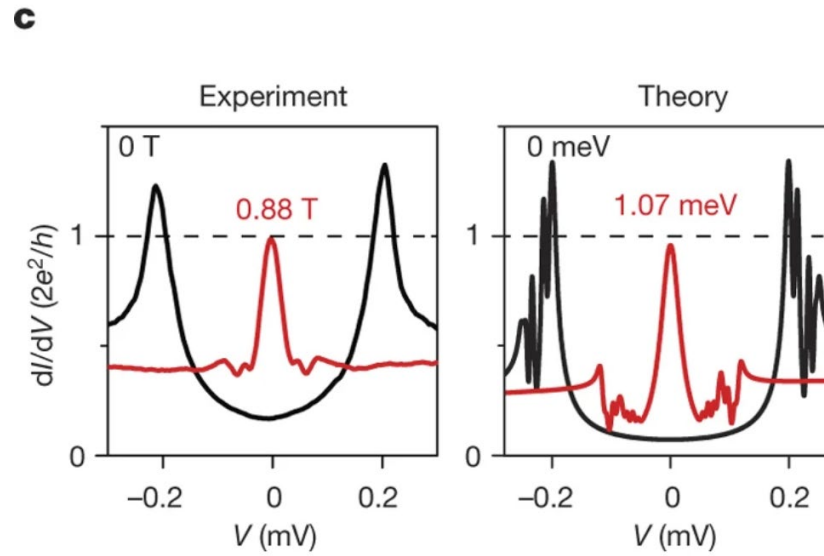 c
Experiment
Theory
0 T
0.88 T
0 meV
1.07 meV
1
0
1
0
dI/dV (2e²/h)
−0.2
0
0.2
−0.2
0
0.2
V (mV)
V (mV)